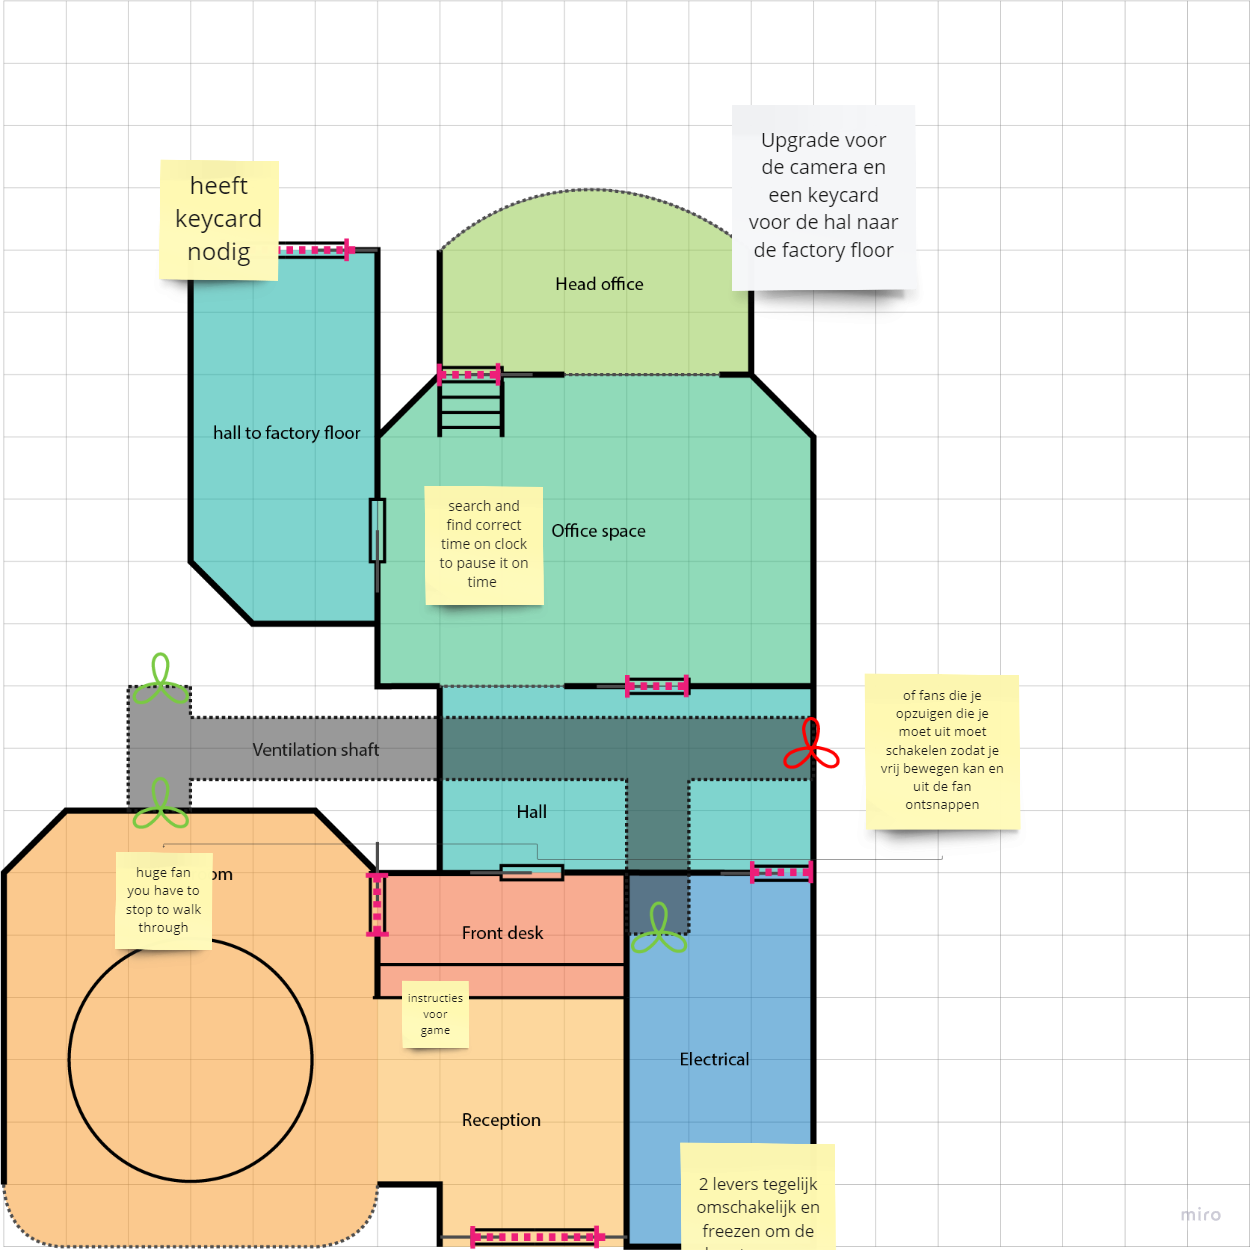 heeft
keycard
nodig
Upgrade voor
de camera en
een keycard
voor de hal naar
de factory floor
Head office
hall to factory floor
search and
find correct
time on clock
to pause it on
time
Office space
of fans die je
opzuigen die je
moet uit moet
schakelen zodat je
vrij bewegen kan en
uit de fan
ontsnappen
Ventilation shaft
Hall
om
huge fan
you have to
stop to walk
through
Front desk
instructies
voor
game
Electrical
Reception
2 levers tegelijk
omschakelijk en
freezen om de
miro